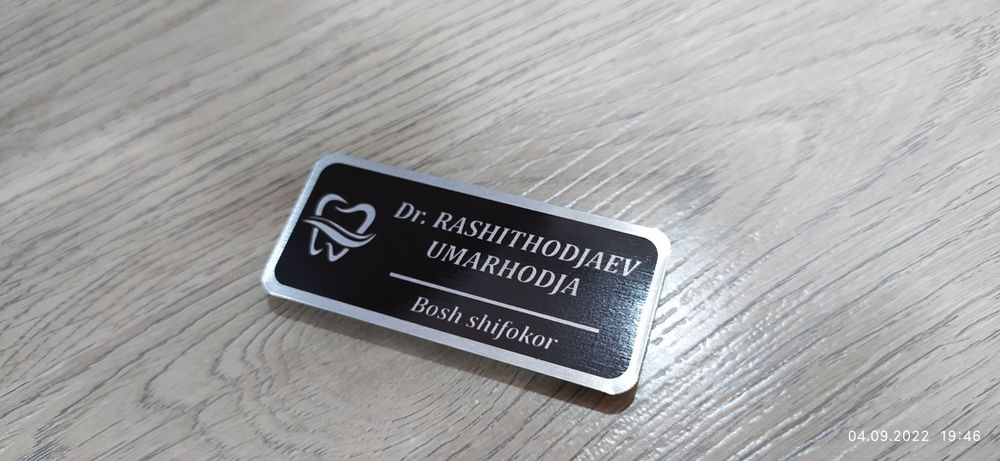 Dr. RASHITHODJAEV
UMARHODJA
Bosh shifokor
04.09.2022 19:46